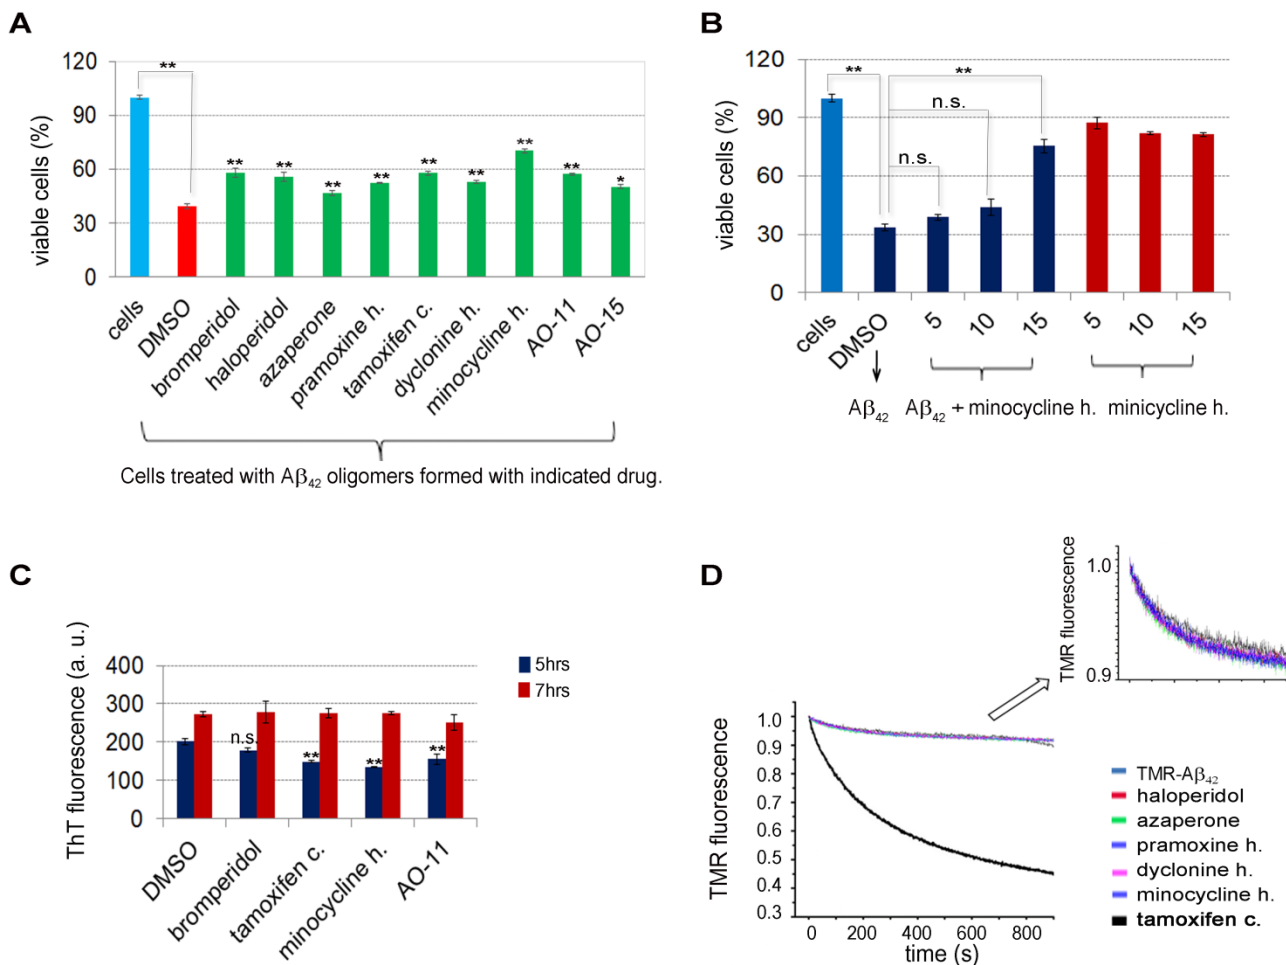 A
120
90
60
30
0
viable cells (%)
**
**
**
**
**
**
**
**
**
*
cells
DMSO
bromperidol
haloperidol
azaperone
pramoxine h.
tamoxifen c.
dyclonine h.
minocycline h.
AO-11
AO-15
Cells treated with Aβ42 oligomers formed with indicated drug.
B
120
90
60
30
0
viable cells (%)
**
**
n.s.
n.s.
cells
DMSO
5
10
15
5
10
15
Aβ42
Aβ42 + minocycline h.
minicycline h.
C
400
300
200
100
0
ThT fluorescence (a. u.)
n.s.
**
**
**
5hrs
7hrs
DMSO
bromperidol
tamoxifen c.
minocycline h.
AO-11
D
TMR fluorescence
1.0
0.9
TMR fluorescence
1.0
0.9
0.8
0.7
0.6
0.5
0.4
0.3
0
200
400
600
800
time (s)
TMR-Aβ42
haloperidol
azaperone
pramoxine h.
dyclonine h.
minocycline h.
tamoxifen c.